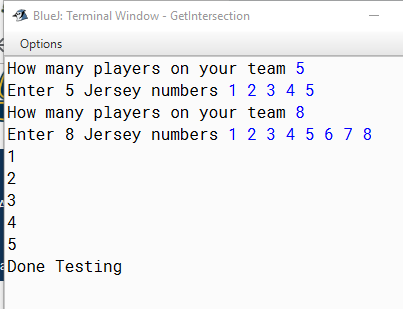 BlueJ: Terminal Window - GetIntersection
Options
How many players on your team 5
Enter 5 Jersey numbers 1 2 3 4 5
How many players on your team 8
Enter 8 Jersey numbers 1 2 3 4 5 6 7 8
1
2
3
4
5
Done Testing